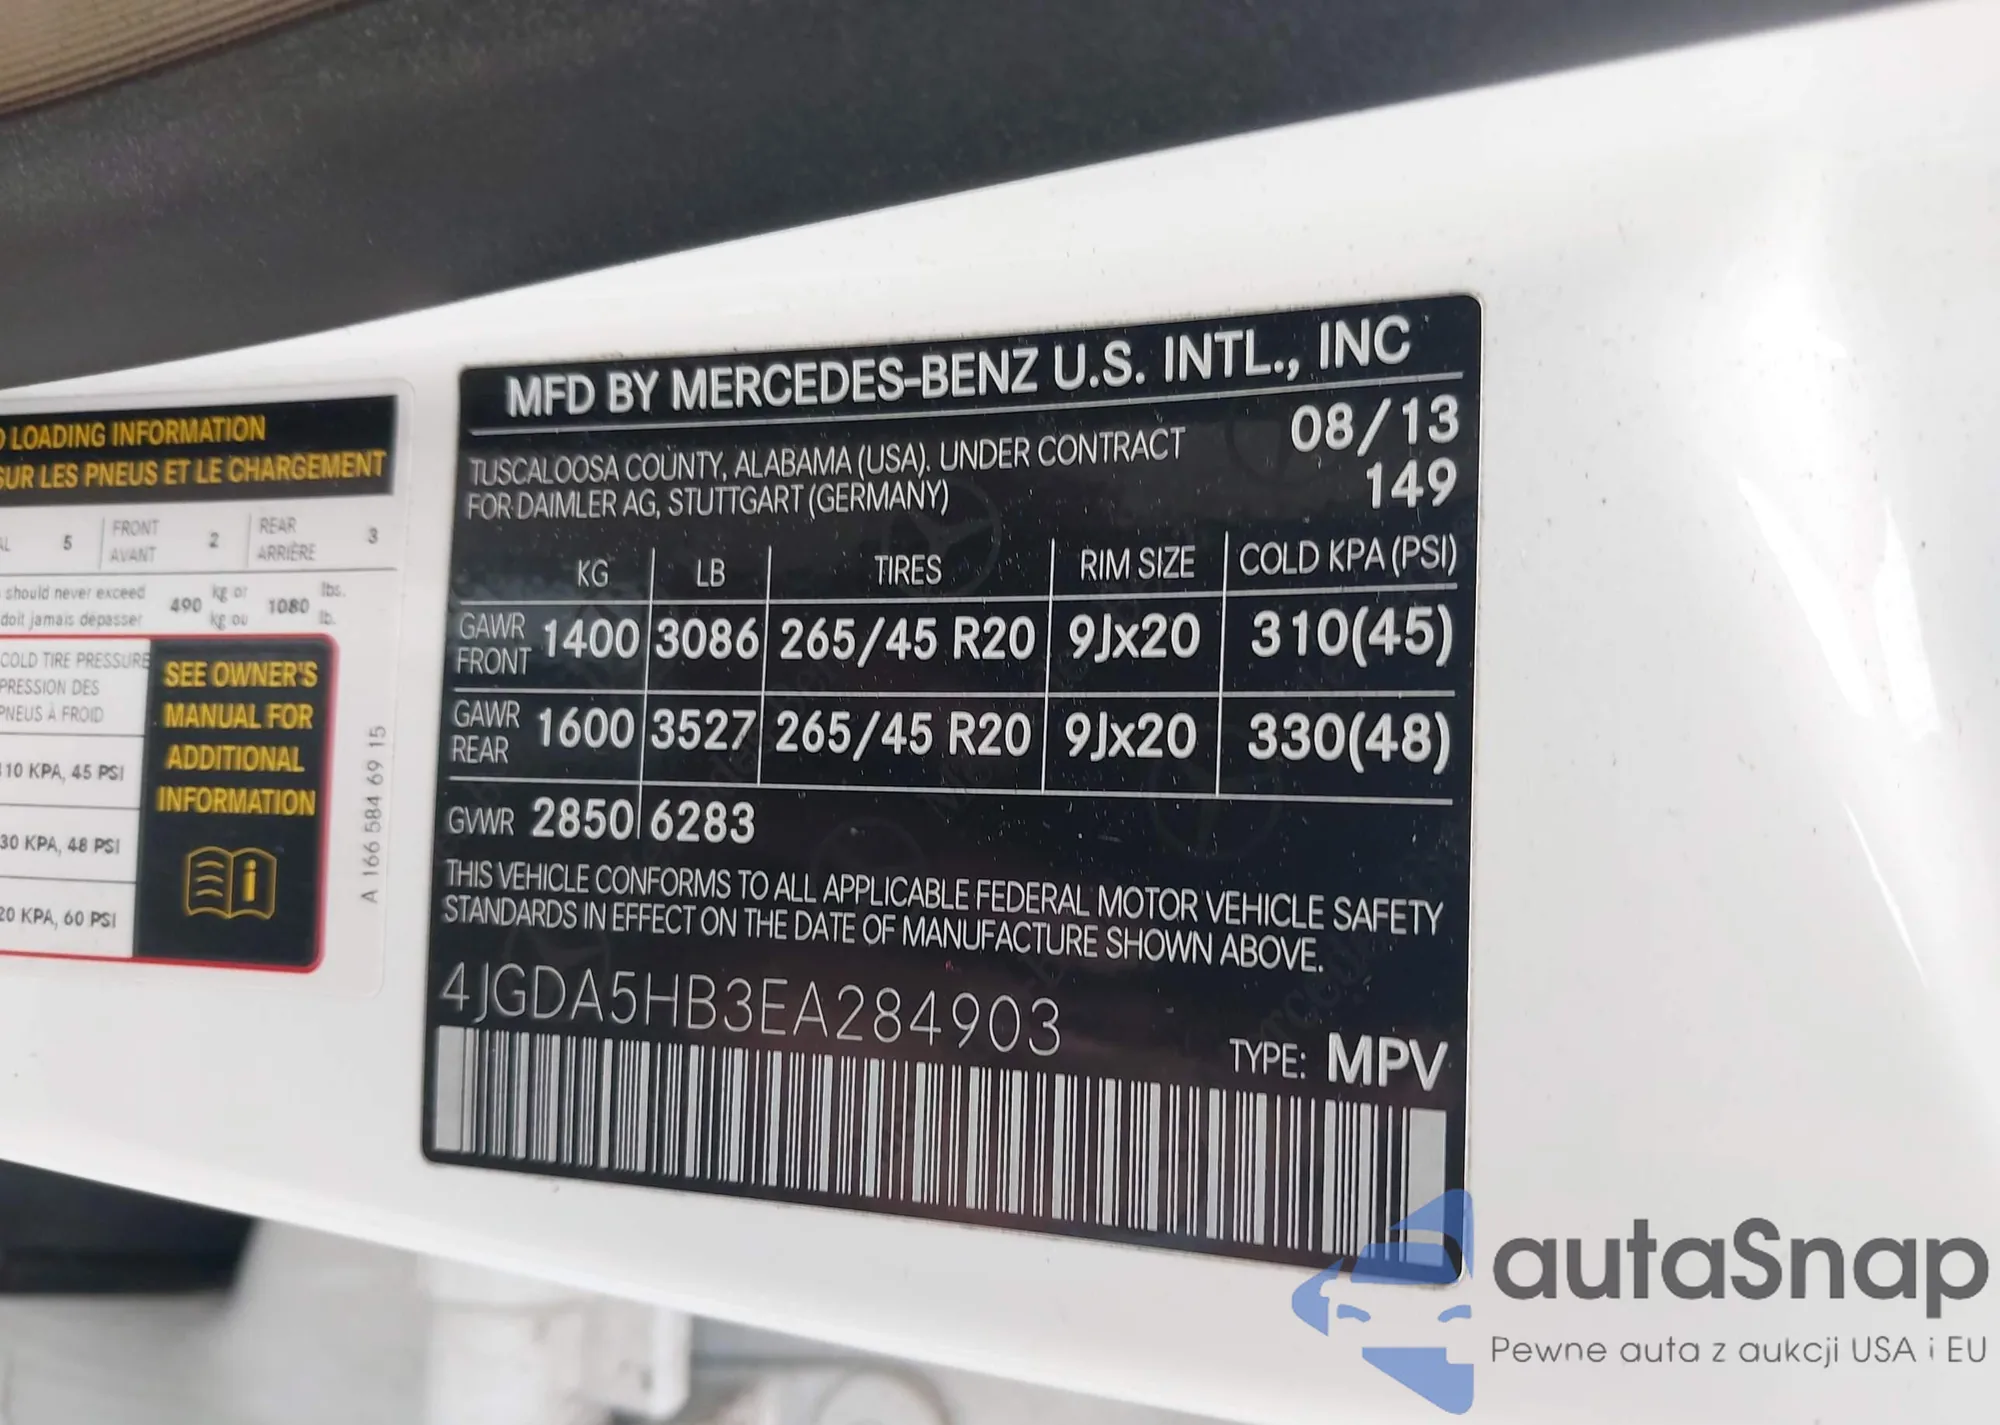 LOADING INFORMATION
SUR LES PNEUS ET LE CHARGEMENT
5 FRONT 2 REAR 3
AVANT ARRIÈRE
should never exceed 490 kg or 1080 lbs.
doit jamais dépasser kg ou lb.
COLD TIRE PRESSURE
PRESSION DES
PNEUS À FROID
10 KPA, 45 PSI
30 KPA, 48 PSI
20 KPA, 60 PSI
SEE OWNER'S
MANUAL FOR
ADDITIONAL
INFORMATION
A 166 584 69 15
MFD BY MERCEDES-BENZ U.S. INTL., INC
TUSCALOOSA COUNTY, ALABAMA (USA). UNDER CONTRACT 08/13
FOR DAIMLER AG, STUTTGART (GERMANY) 149
KG LB TIRES RIM SIZE COLD KPA (PSI)
GAWR FRONT 1400 3086 265/45 R20 9Jx20 310(45)
GAWR REAR 1600 3527 265/45 R20 9Jx20 330(48)
GVWR 2850 6283
THIS VEHICLE CONFORMS TO ALL APPLICABLE FEDERAL MOTOR VEHICLE SAFETY
STANDARDS IN EFFECT ON THE DATE OF MANUFACTURE SHOWN ABOVE.
4JGDA5HB3EA284903
TYPE: MPV
autaSnap
Pewne auta z aukcji USA i EU